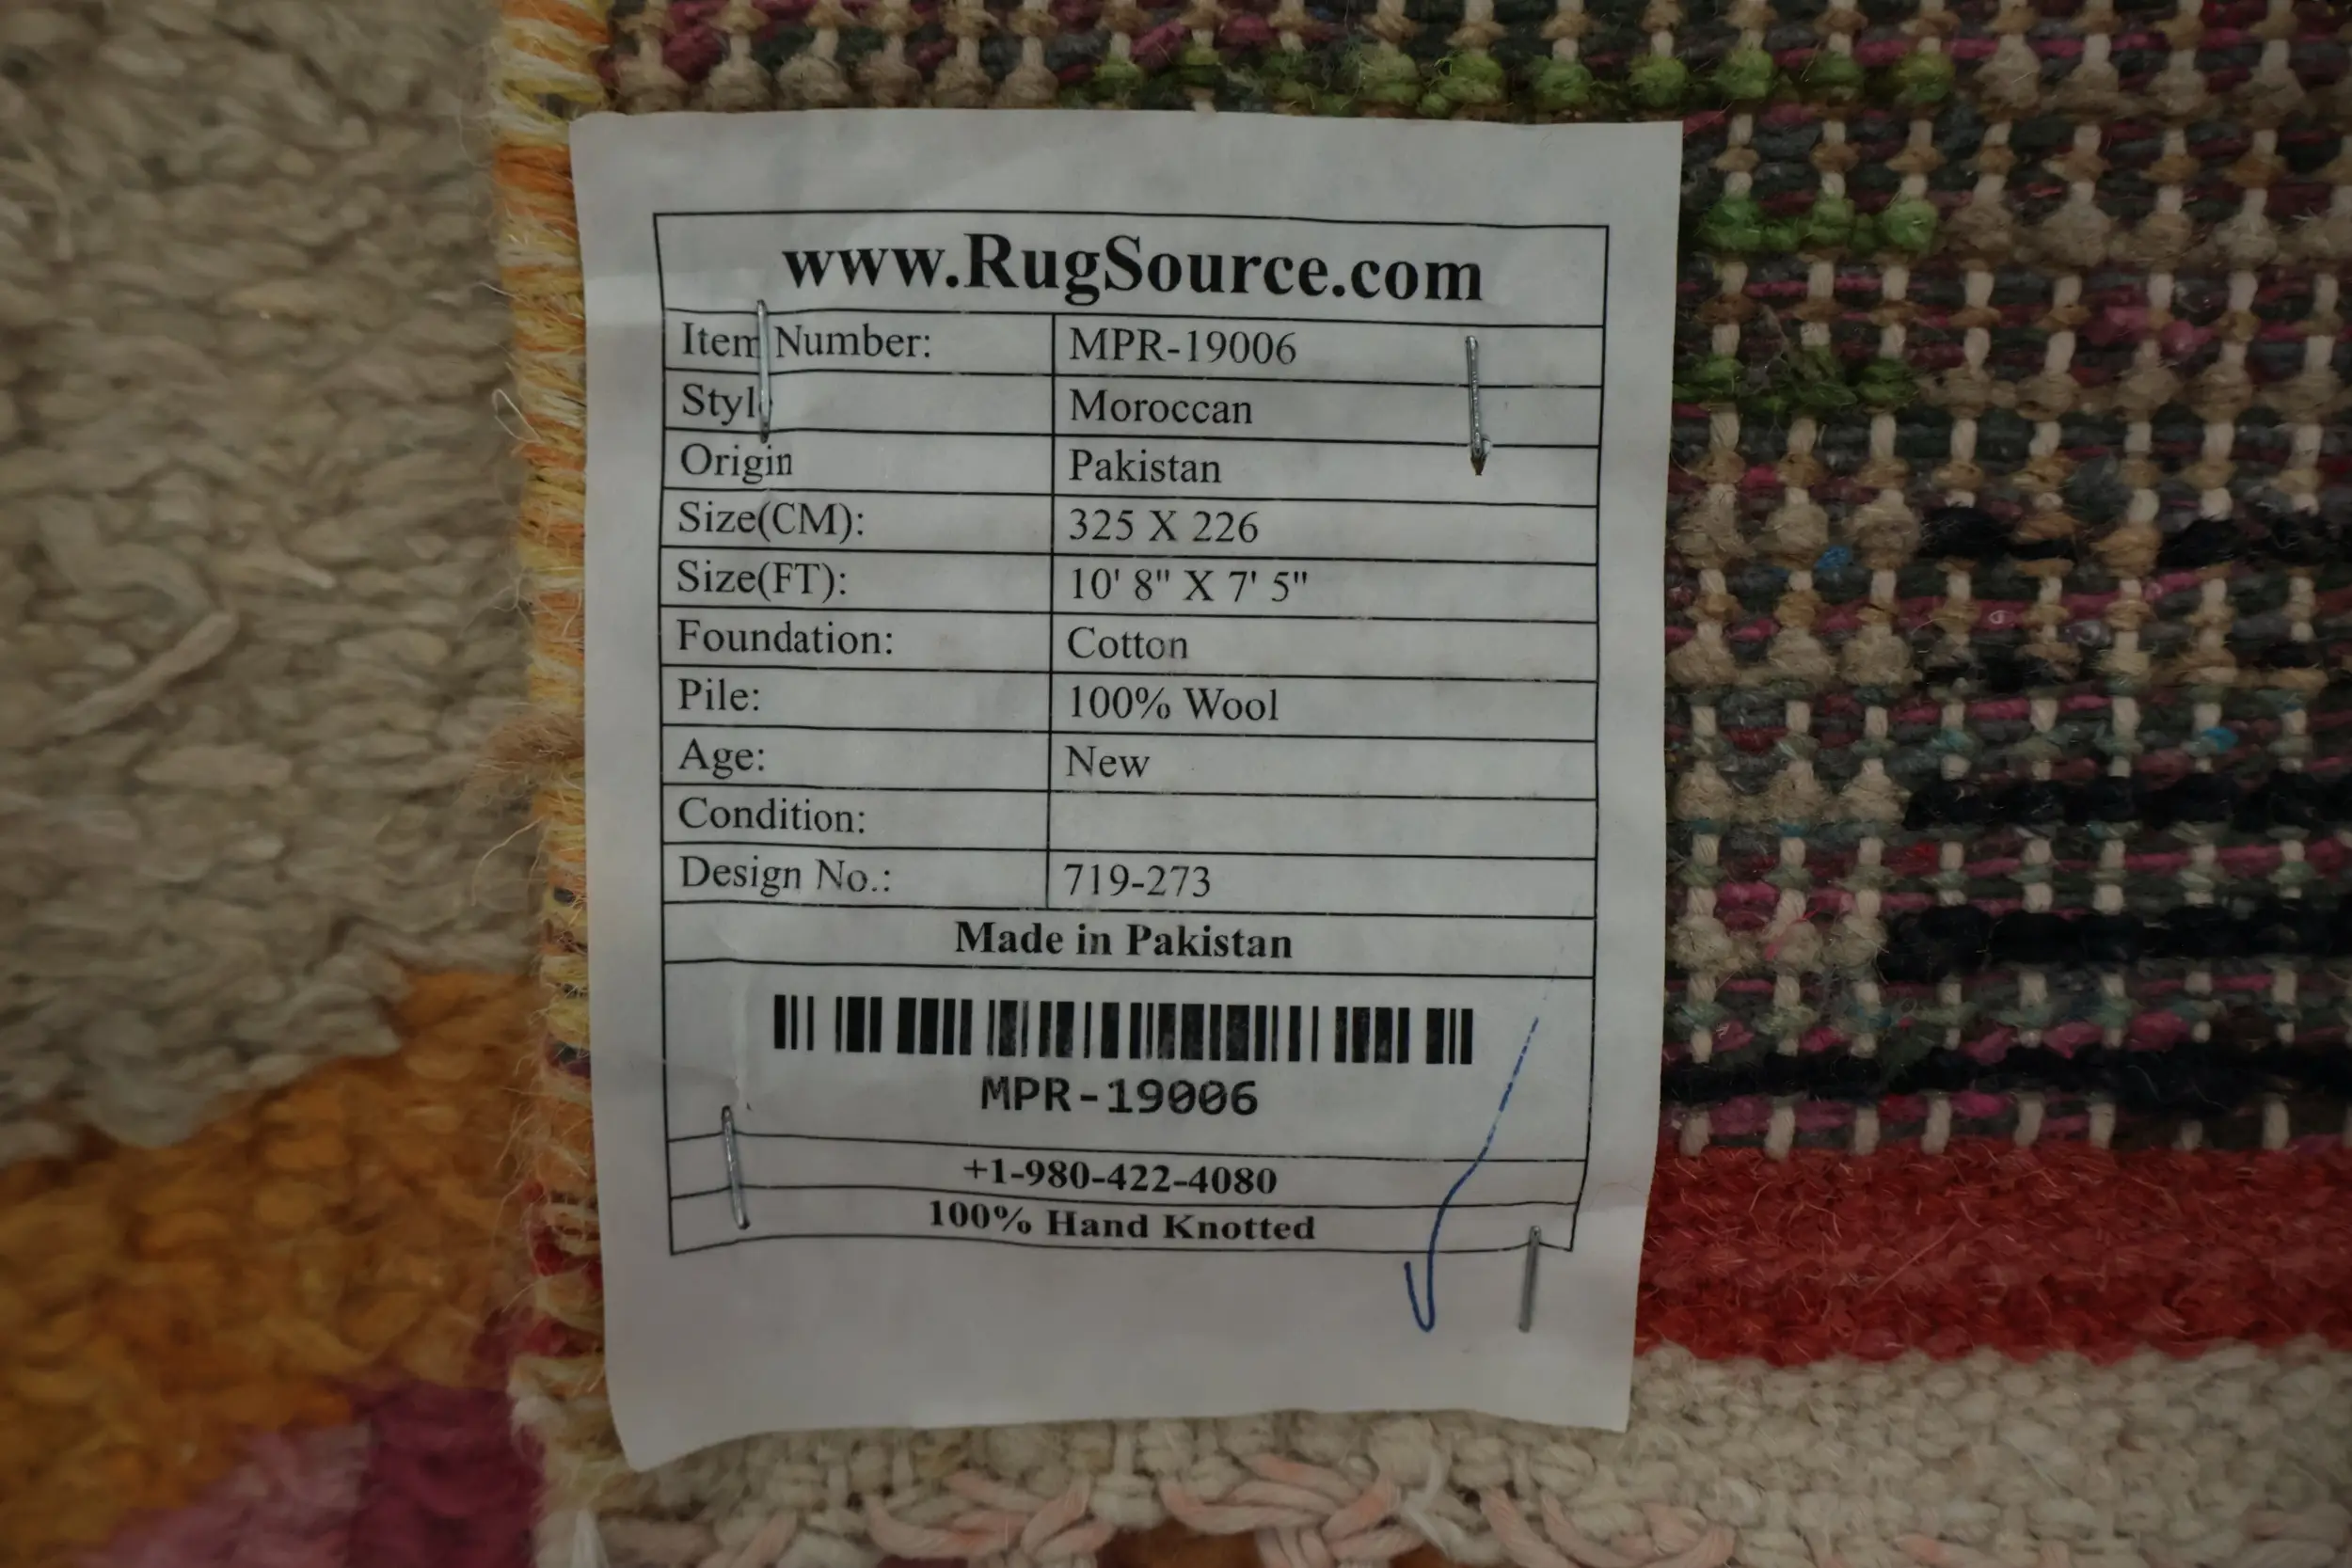 www.RugSource.com
Item Number: MPR-19006
Style Moroccan
Origin Pakistan
Size(CM): 325 X 226
Size(FT): 10' 8" X 7' 5"
Foundation: Cotton
Pile: 100% Wool
Age: New
Condition:
Design No.: 719-273
Made in Pakistan
MPR-19006
+1-980-422-4080
100% Hand Knotted